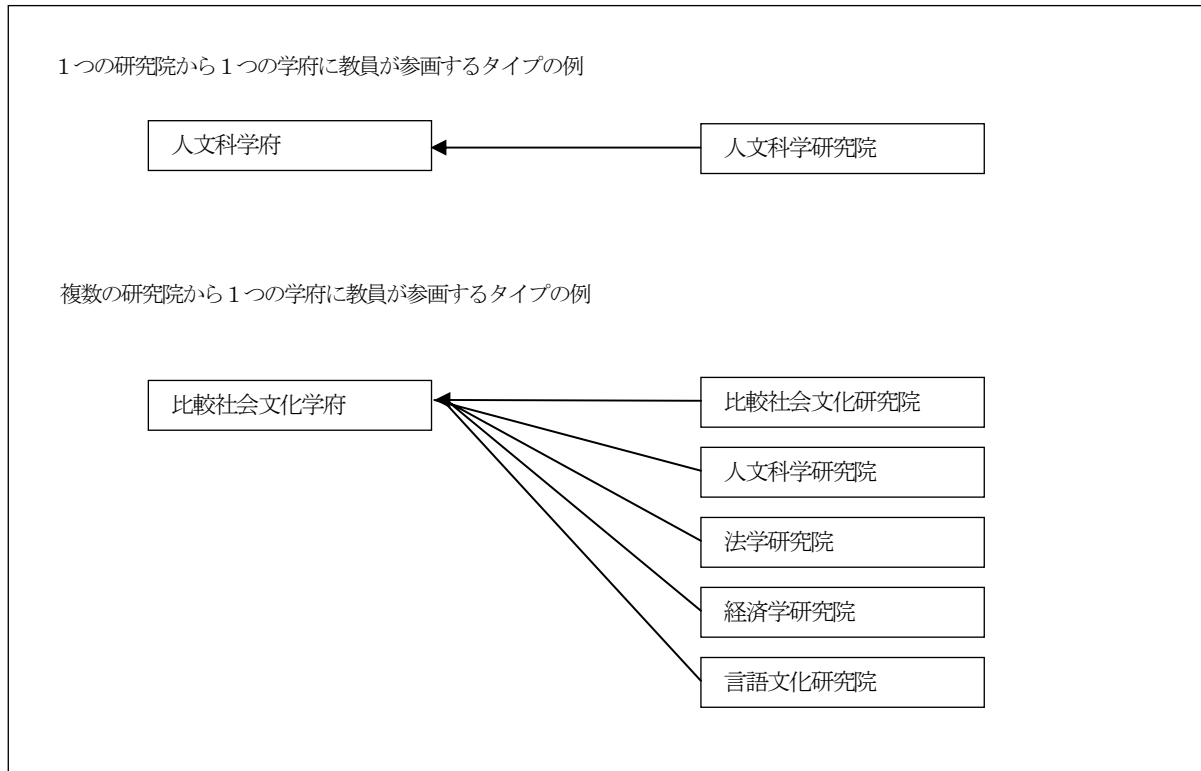 １つの研究院から１つの学府に教員が参画するタイプの例
人文科学府
人文科学研究院
複数の研究院から１つの学府に教員が参画するタイプの例
比較社会文化学府
比較社会文化研究院
人文科学研究院
法学研究院
経済学研究院
言語文化研究院